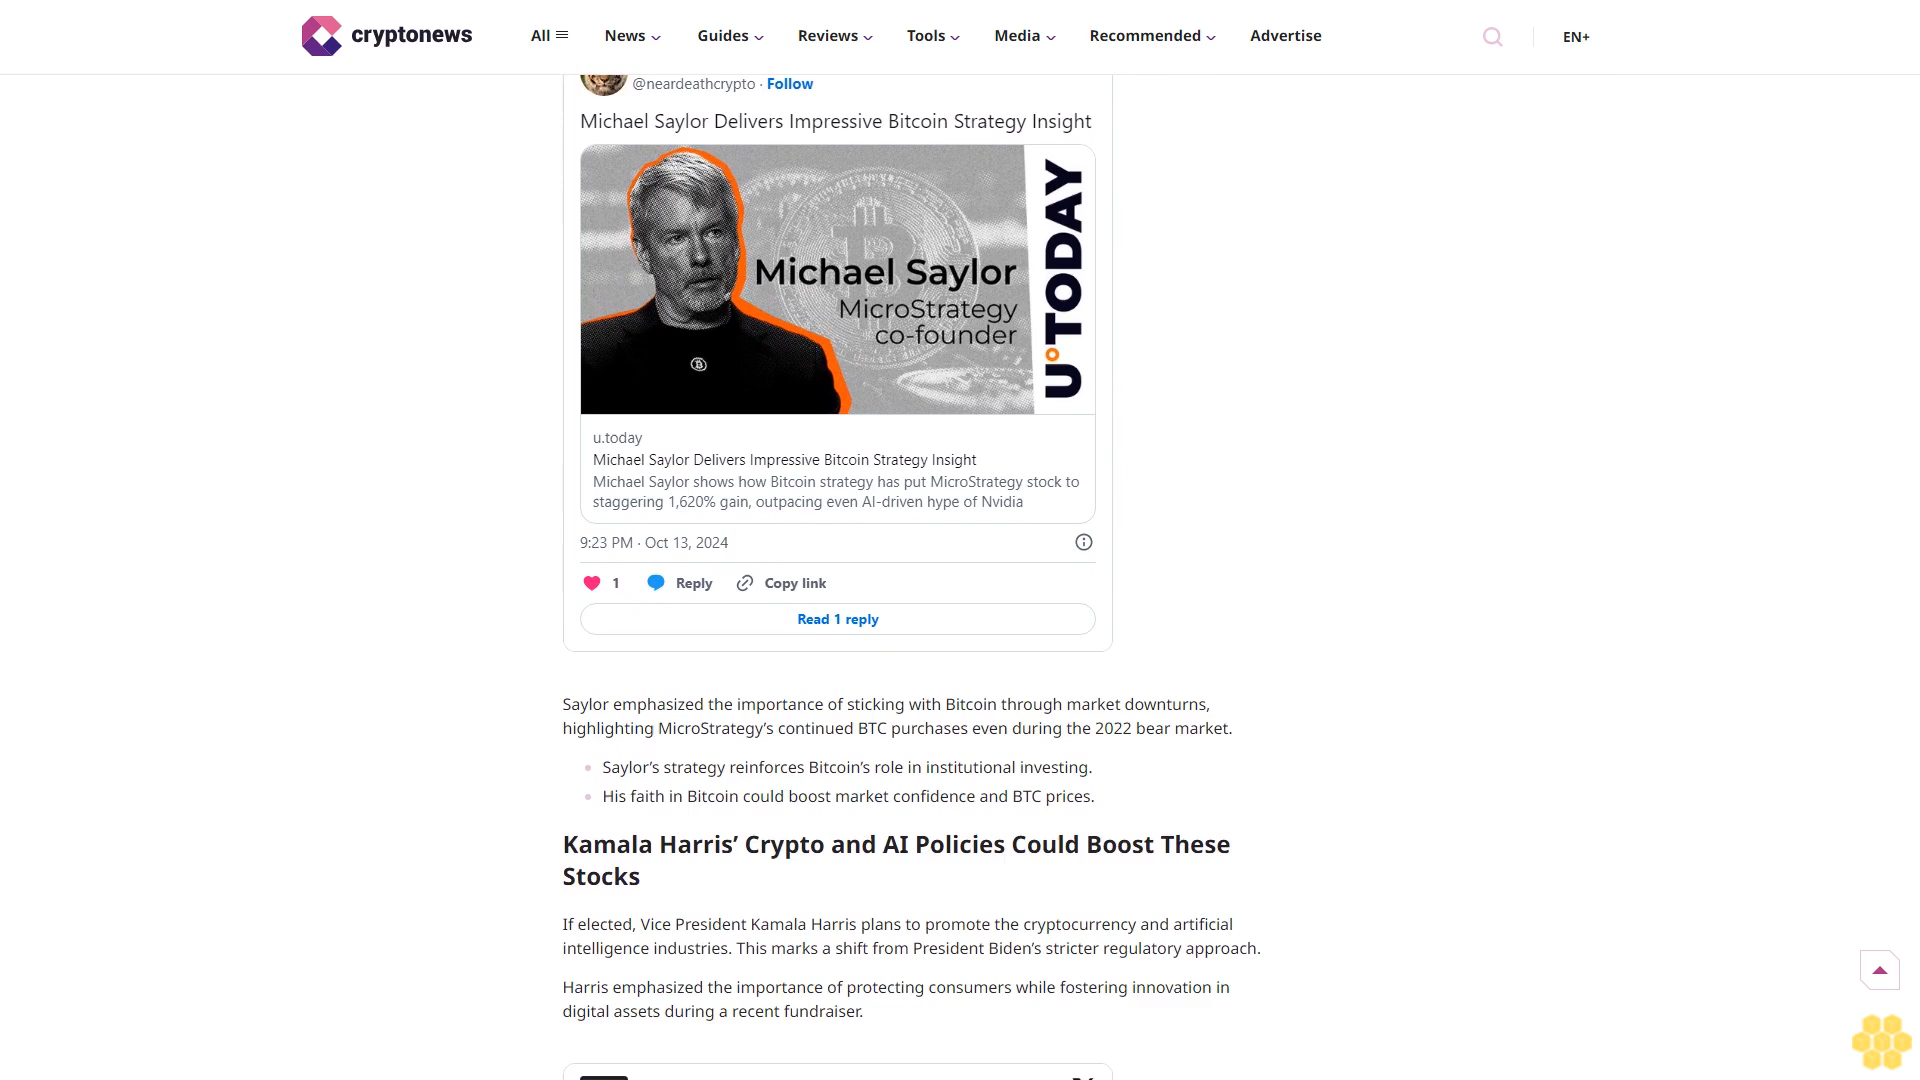 cryptonews
All
News
Guides
Reviews
Tools
Media
Recommended
Advertise
EN+
@neardeathcrypto · Follow
Michael Saylor Delivers Impressive Bitcoin Strategy Insight
Michael Saylor
MicroStrategy
co-founder
U°TODAY
u.today
Michael Saylor Delivers Impressive Bitcoin Strategy Insight
Michael Saylor shows how Bitcoin strategy has put MicroStrategy stock to
staggering 1,620% gain, outpacing even AI-driven hype of Nvidia
9:23 PM · Oct 13, 2024
1
Reply
Copy link
Read 1 reply
Saylor emphasized the importance of sticking with Bitcoin through market downturns,
highlighting MicroStrategy’s continued BTC purchases even during the 2022 bear market.
Saylor’s strategy reinforces Bitcoin’s role in institutional investing.
His faith in Bitcoin could boost market confidence and BTC prices.
Kamala Harris’ Crypto and AI Policies Could Boost These
Stocks
If elected, Vice President Kamala Harris plans to promote the cryptocurrency and artificial
intelligence industries. This marks a shift from President Biden’s stricter regulatory approach.
Harris emphasized the importance of protecting consumers while fostering innovation in
digital assets during a recent fundraiser.